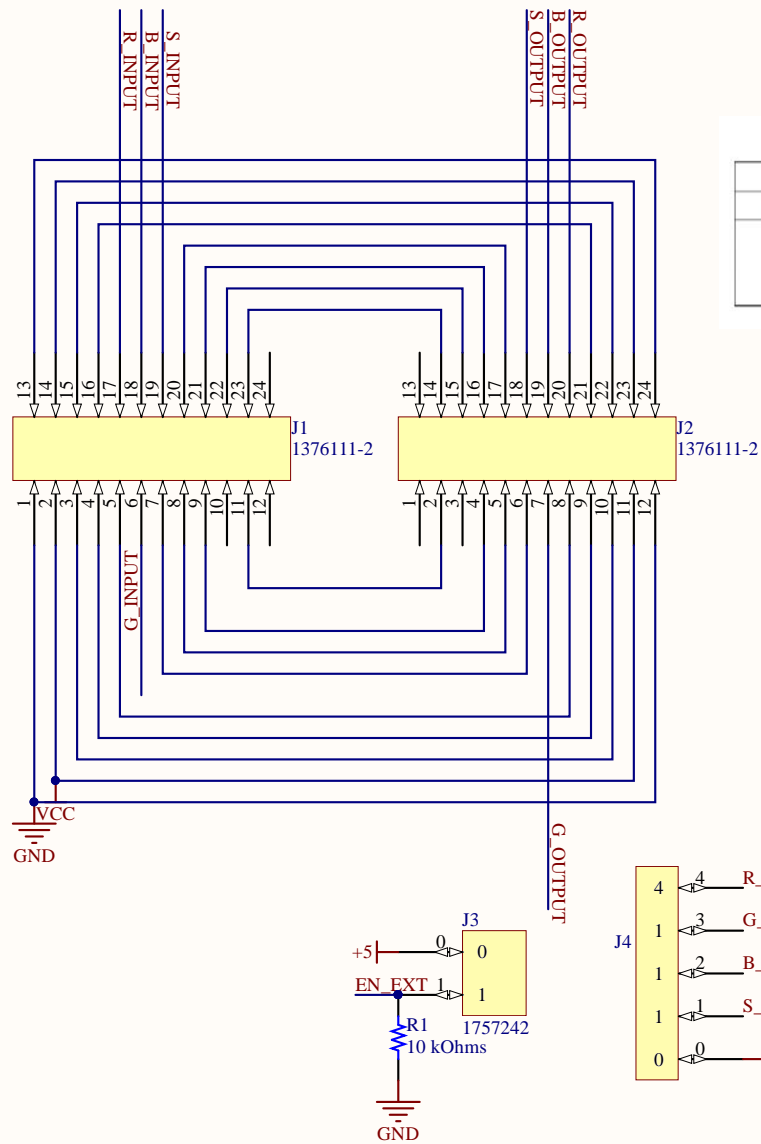 R_INPUT
B_INPUT
S_INPUT
S_OUTPUT
B_OUTPUT
R_OUTPUT
13 14 15 16 17 18 19 20 21 22 23 24
13 14 15 16 17 18 19 20 21 22 23 24
J1
1376111-2
J2
1376111-2
1 2 3 4 5 6 7 8 9 10 11 12
1 2 3 4 5 6 7 8 9 10 11 12
G_INPUT
VCC
GND
G_OUTPUT
J3
+5 0 0
EN_EXT 1 1
1757242
R1
10 kOhms
GND
J4
4 4 R_
1 3 G_
1 2 B_
1 1 S_
0 0